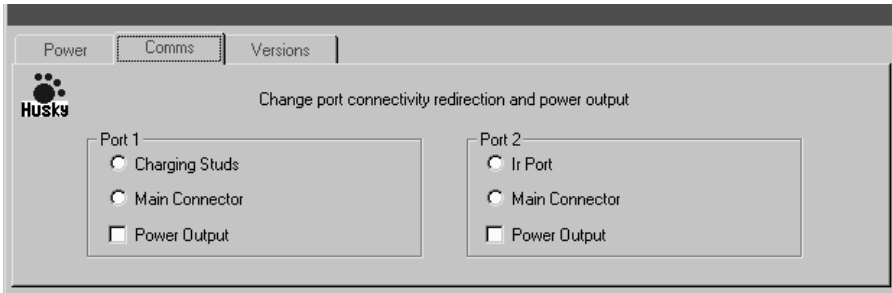 Power Comms Versions
Husky
Change port connectivity redirection and power output
Port 1
Charging Studs
Main Connector
Power Output
Port 2
Ir Port
Main Connector
Power Output